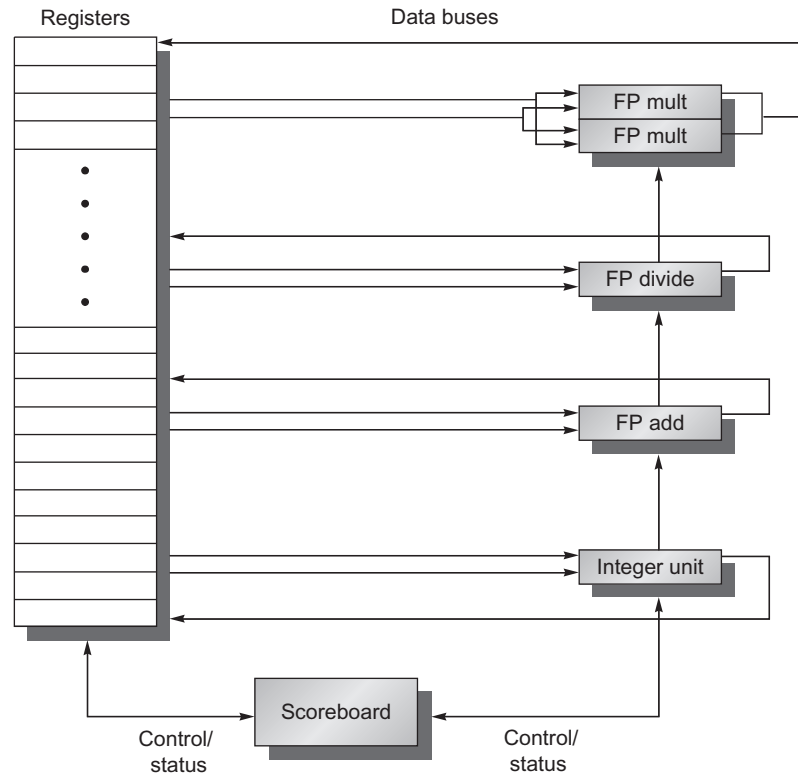 Registers
Data buses
FP mult
FP mult
FP divide
FP add
Integer unit
Scoreboard
Control/
status
Control/
status